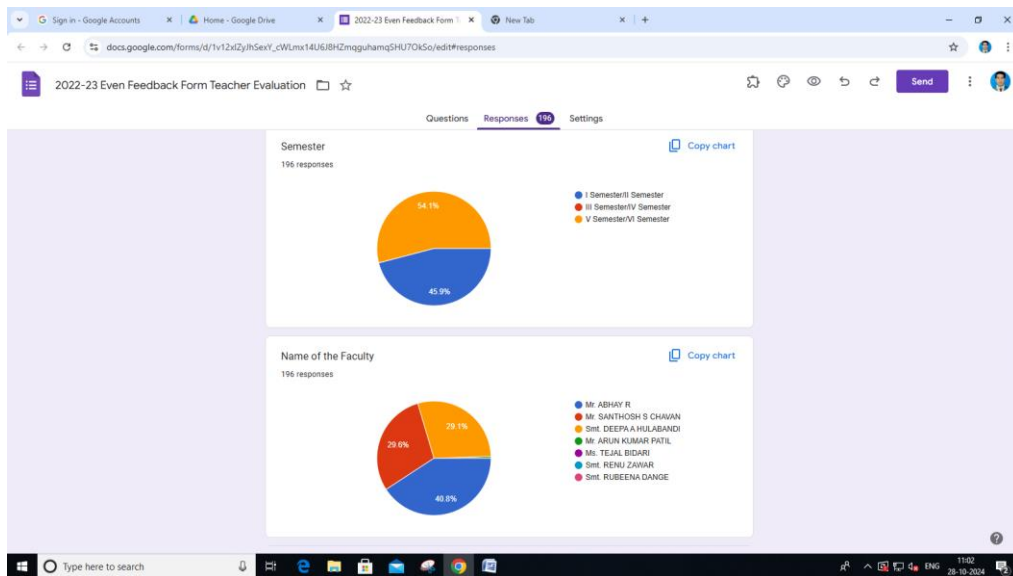 Sign in - Google Accounts
Home - Google Drive
2022-23 Even Feedback Form T
New Tab
docs.google.com/forms/d/1v12xlZyJhSexY_cWLmx14U6J8HZmqguhamqSHU7OkSo/edit#responses
2022-23 Even Feedback Form Teacher Evaluation
Send
Questions Responses 196 Settings
Semester
Copy chart
196 responses
54.1%
45.9%
I Semester/II Semester
III Semester/IV Semester
V Semester/VI Semester
Name of the Faculty
Copy chart
196 responses
29.1%
29.6%
40.8%
Mr. ABHAY R
Mr. SANTHOSH S CHAVAN
Smt. DEEPA A HULABANDI
Mr. ARUN KUMAR PATIL
Ms. TEJAL BIDARI
Smt. RENU ZAWAR
Smt. RUBEENA DANGE
Type here to search
ENG
11:02
28-10-2024